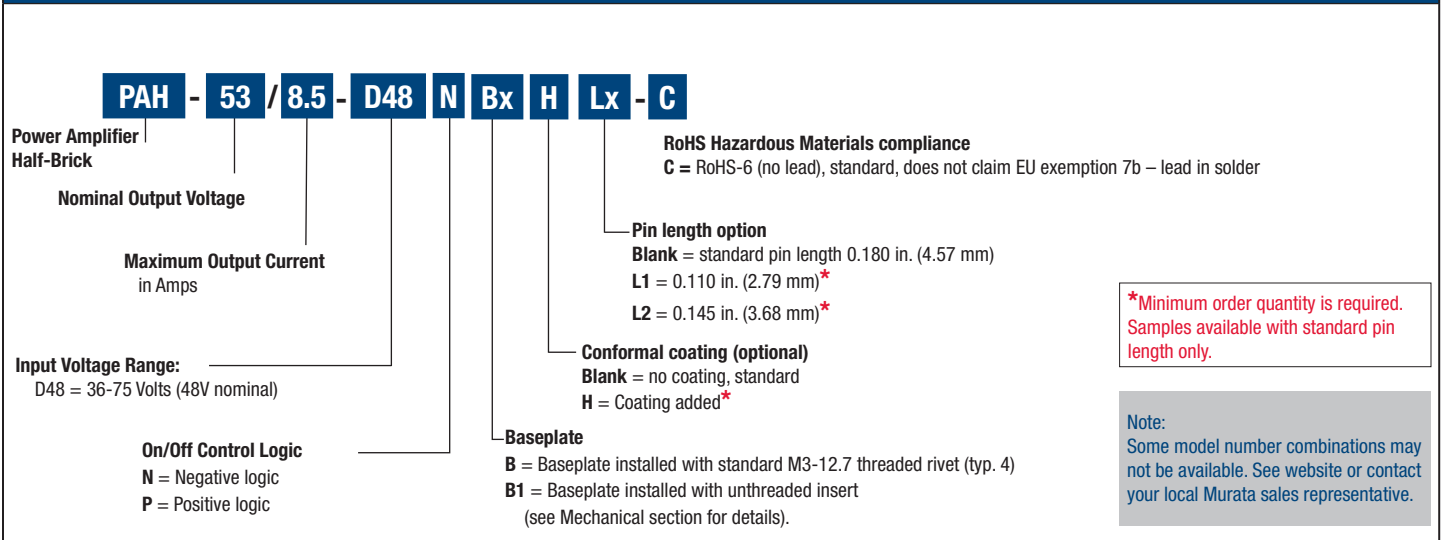 PAH - 53 / 8.5 - D48 N Bx H Lx - C
Power Amplifier
Half-Brick
Nominal Output Voltage
Maximum Output Current
in Amps
Input Voltage Range:
D48 = 36-75 Volts (48V nominal)
On/Off Control Logic
N = Negative logic
P = Positive logic
RoHS Hazardous Materials compliance
C = RoHS-6 (no lead), standard, does not claim EU exemption 7b – lead in solder
Pin length option
Blank = standard pin length 0.180 in. (4.57 mm)
L1 = 0.110 in. (2.79 mm)*
L2 = 0.145 in. (3.68 mm)*
Conformal coating (optional)
Blank = no coating, standard
H = Coating added*
Baseplate
B = Baseplate installed with standard M3-12.7 threaded rivet (typ. 4)
B1 = Baseplate installed with unthreaded insert
(see Mechanical section for details).
*Minimum order quantity is required.
Samples available with standard pin
length only.
Note:
Some model number combinations may
not be available. See website or contact
your local Murata sales representative.